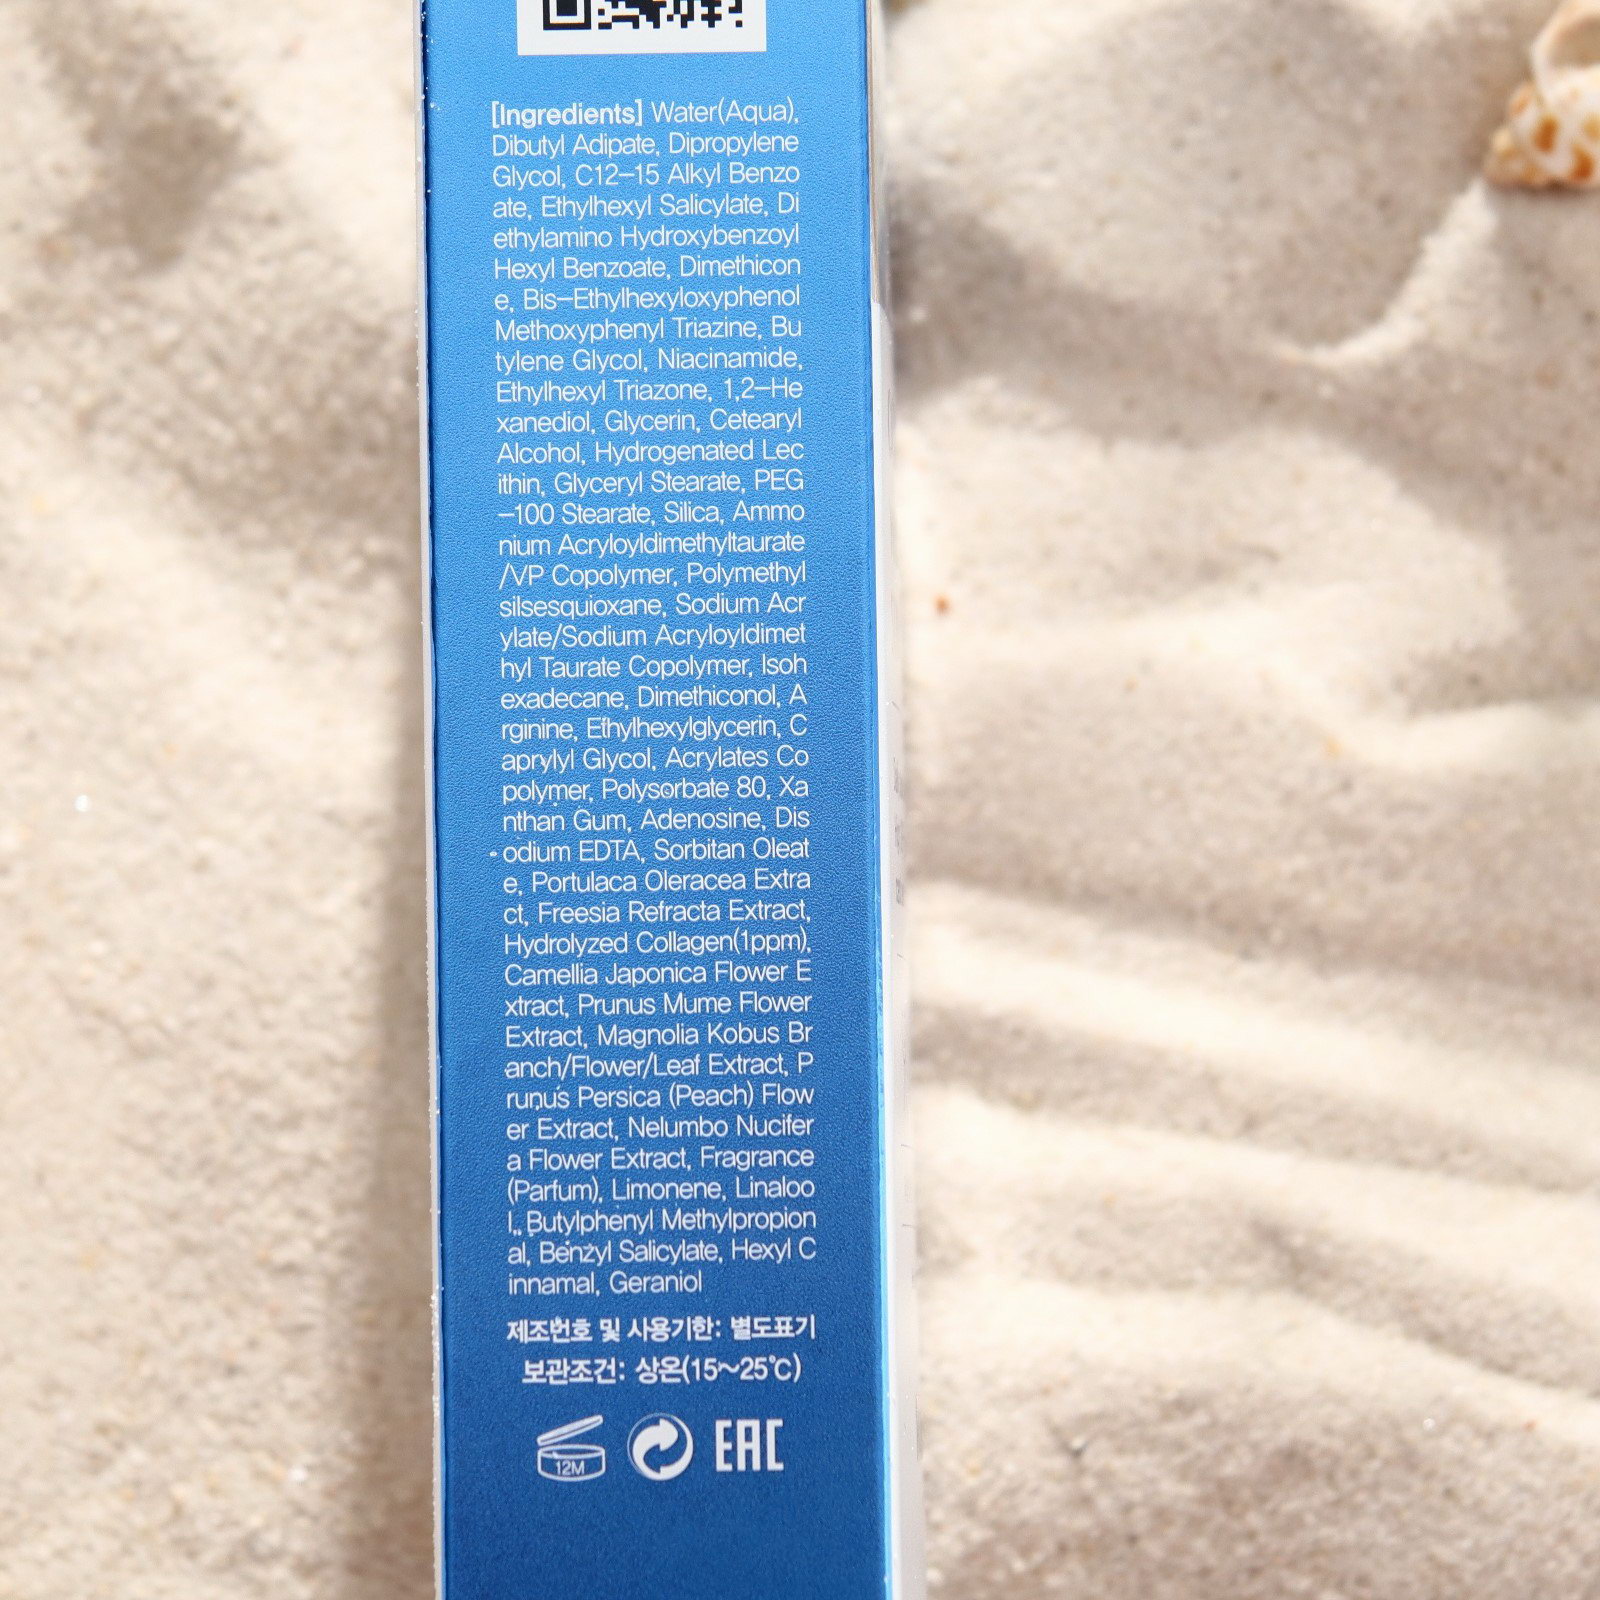 [Ingredients] Water(Aqua),
Dibutyl Adipate, Dipropylene
Glycol, C12-15 Alkyl Benzo
ate, Ethylhexyl Salicylate, Di
ethylamino Hydroxybenzoyl
Hexyl Benzoate, Dimethicon
e, Bis-Ethylhexyloxyphenol
Methoxyphenyl Triazine, Bu
tylene Glycol, Niacinamide,
Ethylhexyl Triazone, 1,2-He
xanediol, Glycerin, Cetearyl
Alcohol, Hydrogenated Lec
ithin, Glyceryl Stearate, PEG
-100 Stearate, Silica, Ammo
nium Acryloyldimethyltaurate
/VP Copolymer, Polymethyl
silsesquioxane, Sodium Acr
ylate/Sodium Acryloyldimet
hyl Taurate Copolymer, Isoh
exadecane, Dimethiconol, A
rginine, Ethylhexylglycerin, C
aprylyl Glycol, Acrylates Co
polymer, Polysorbate 80, Xa
nthan Gum, Adenosine, Dis
odium EDTA, Sorbitan Oleat
e, Portulaca Oleracea Extra
ct, Freesia Refracta Extract,
Hydrolyzed Collagen(1ppm),
Camellia Japonica Flower E
xtract, Prunus Mume Flower
Extract, Magnolia Kobus Br
anch/Flower/Leaf Extract, P
runus Persica (Peach) Flow
er Extract, Nelumbo Nucifer
a Flower Extract, Fragrance
(Parfum), Limonene, Linaloo
l, Butylphenyl Methylpropion
al, Benzyl Salicylate, Hexyl C
innamal, Geraniol
제조번호 및 사용기한: 별도표기
보관조건: 상온(15~25℃)
12M EAC